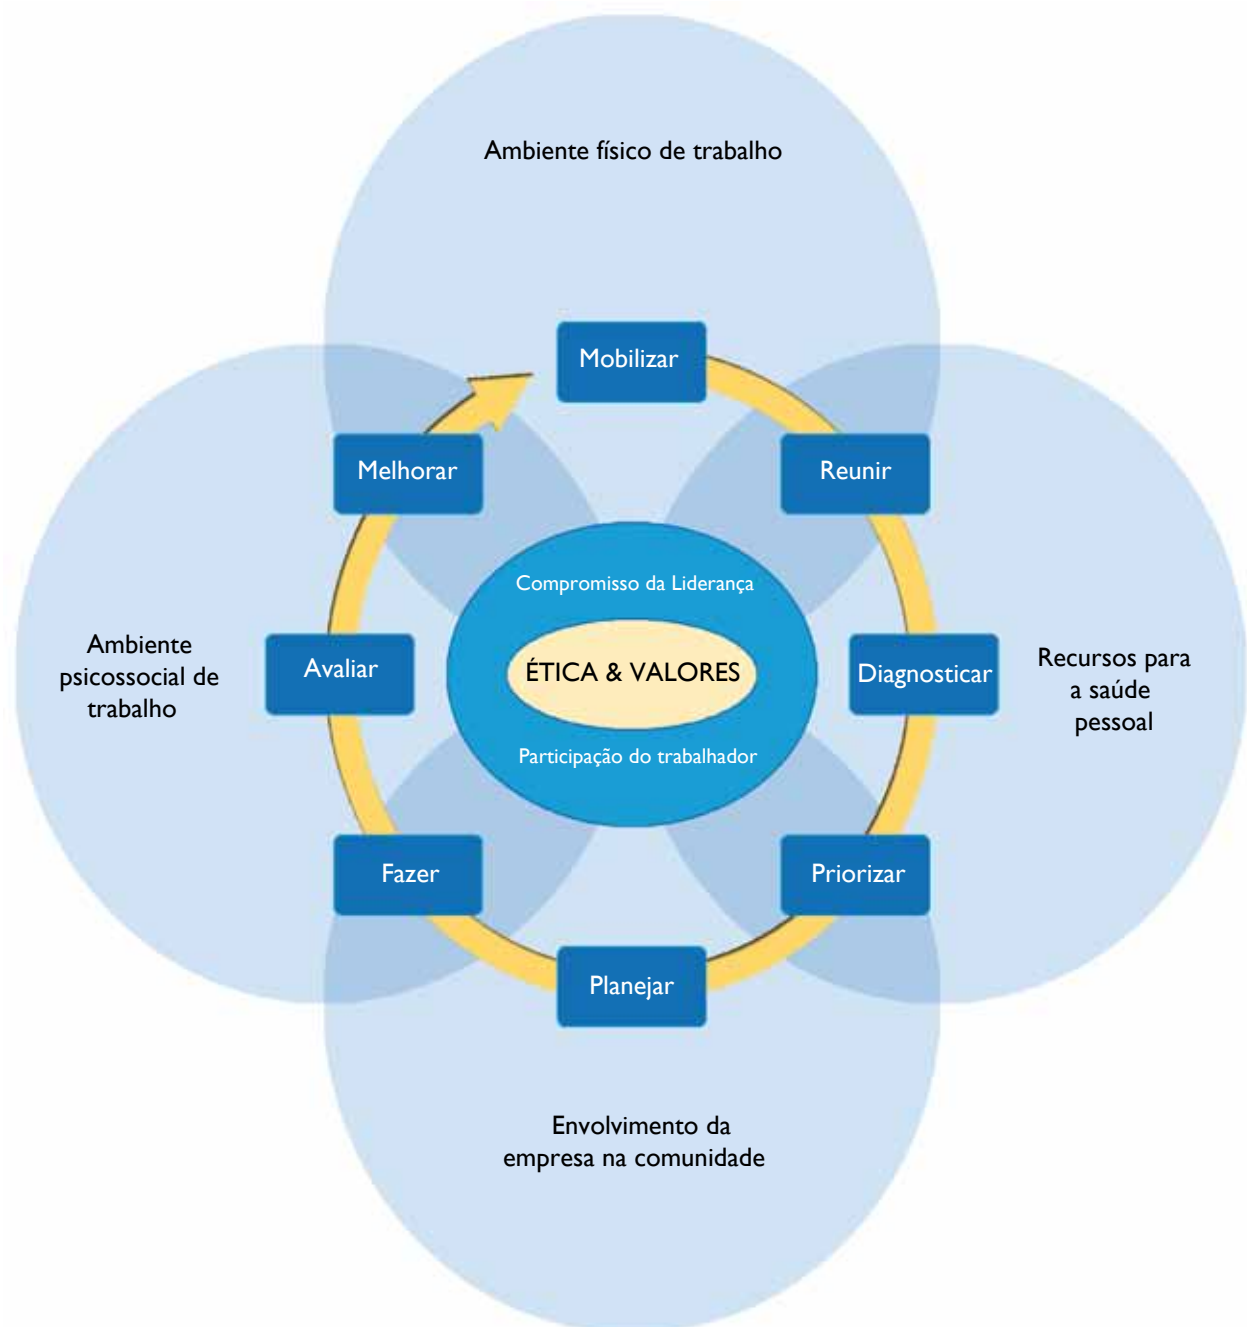 Ambiente físico de trabalho
Mobilizar
Melhorar
Reunir
Compromisso da Liderança
Ambiente
psicossocial de
trabalho
Avaliar
ÉTICA & VALORES
Diagnosticar
Recursos para
a saúde
pessoal
Participação do trabalhador
Fazer
Priorizar
Planejar
Envolvimento da
empresa na comunidade